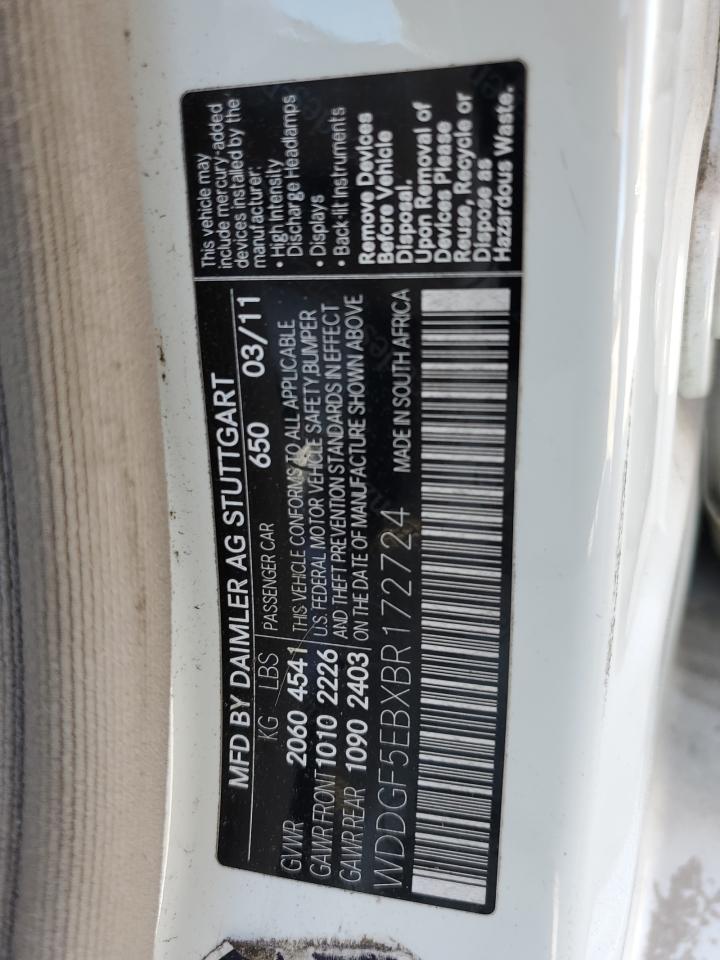 MFD BY DAIMLER AG STUTTGART
KG LBS PASSENGER CAR 650 03/11
GVWR 2060 4541 THIS VEHICLE CONFORMS TO ALL APPLICABLE
GAWR FRONT 1010 2226 U.S. FEDERAL MOTOR VEHICLE SAFETY,BUMPER
GAWR REAR 1090 2403 AND THEFT PREVENTION STANDARDS IN EFFECT
ON THE DATE OF MANUFACTURE SHOWN ABOVE
WDDGF5EBXBR172724 MADE IN SOUTH AFRICA
This vehicle may
include mercury-added
devices installed by the
manufacturer:
• High Intensity
Discharge Headlamps
• Displays
• Back-lit Instruments
Remove Devices
Before Vehicle
Disposal.
Upon Removal of
Devices Please
Reuse, Recycle or
Dispose as
Hazardous Waste.